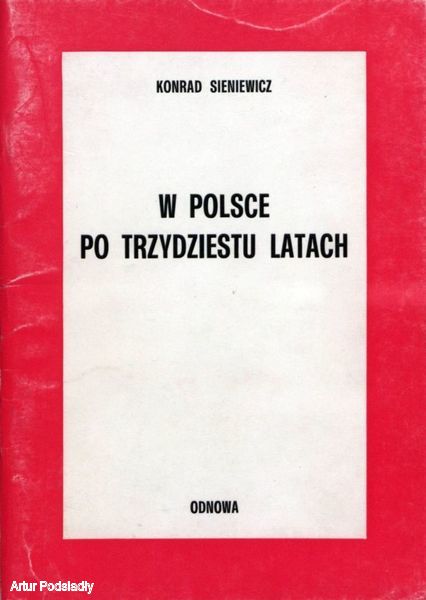 KONRAD SIENIEWICZ
W POLSCE
PO TRZYDZIESTU LATACH
ODNOWA
Artur Podsiadły